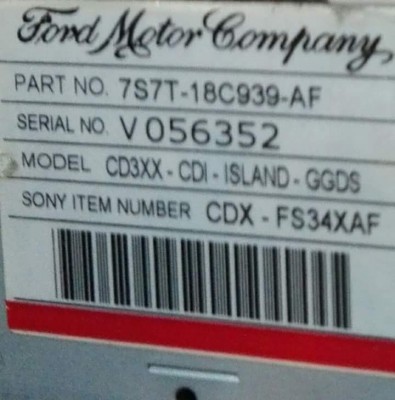 Ford Motor Company
PART NO. 7S7T-18C939-AF
SERIAL NO. V 056352
MODEL CD3XX - CDI - ISLAND - GGDS
SONY ITEM NUMBER CDX - FS34XAF